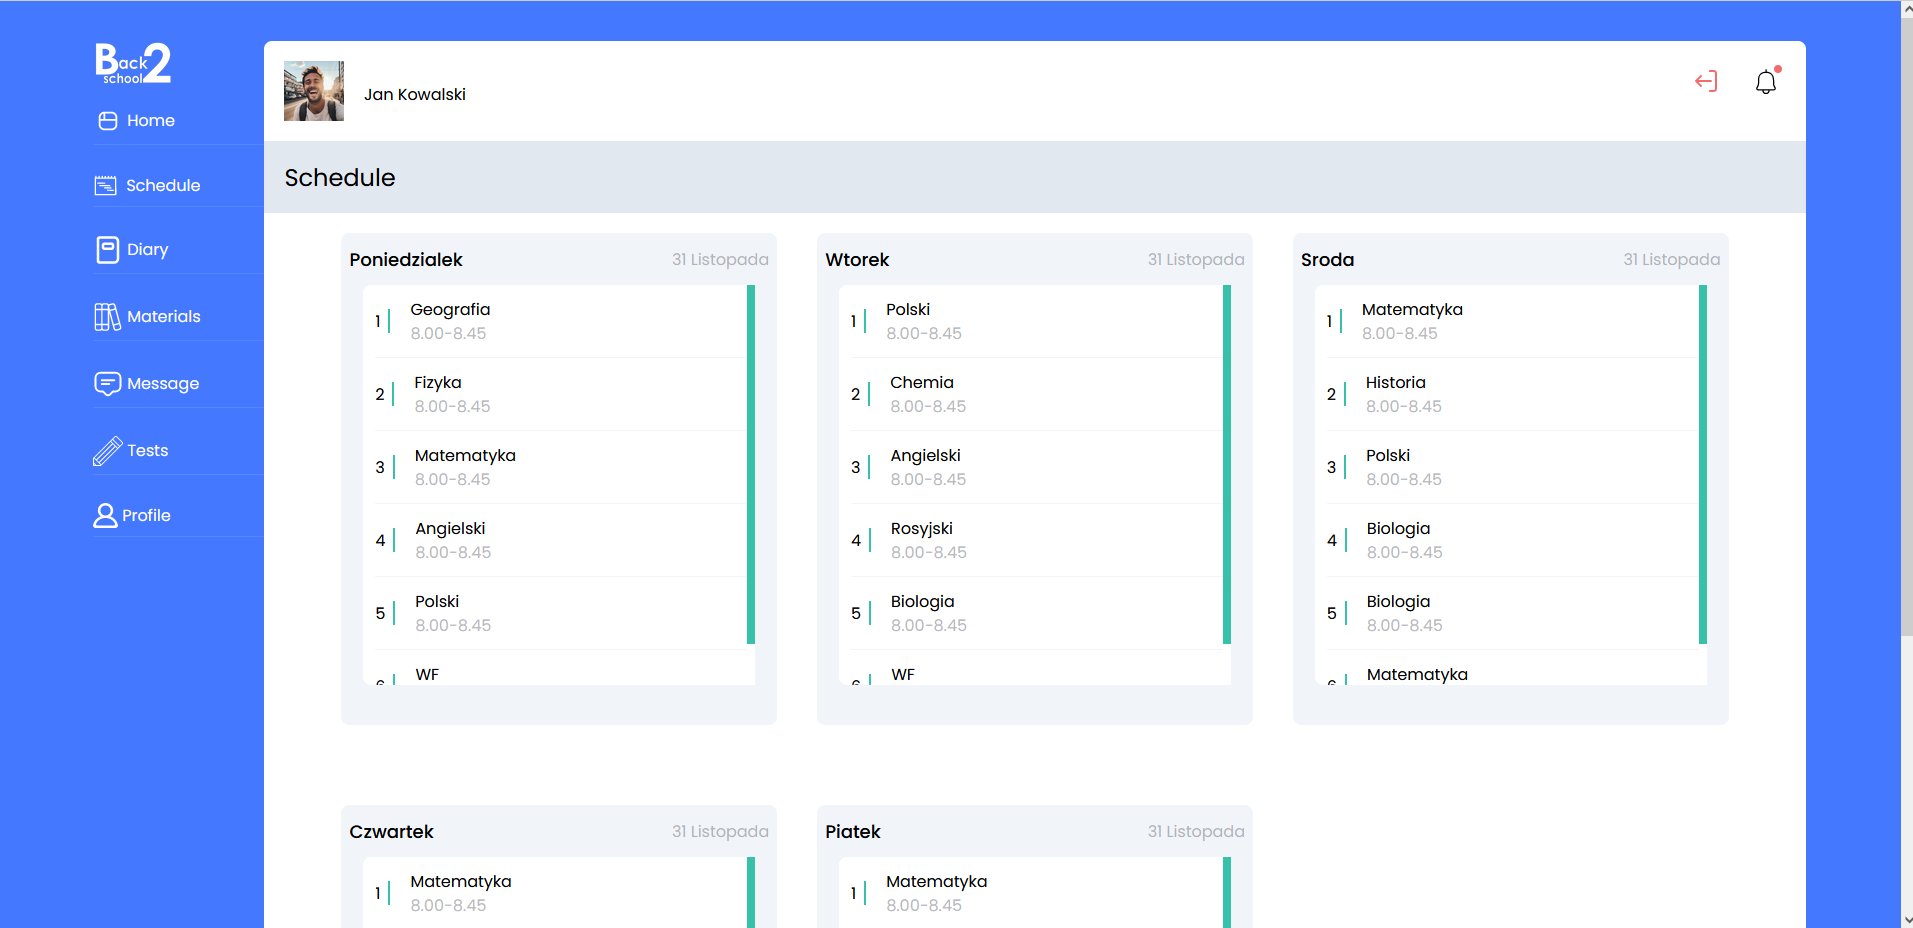 Back 2
school
Home
Schedule
Diary
Materials
Message
Tests
Profile
Jan Kowalski
Schedule
Poniedzialek 31 Listopada
1 Geografia
8.00-8.45
2 Fizyka
8.00-8.45
3 Matematyka
8.00-8.45
4 Angielski
8.00-8.45
5 Polski
8.00-8.45
6 WF
Wtorek 31 Listopada
1 Polski
8.00-8.45
2 Chemia
8.00-8.45
3 Angielski
8.00-8.45
4 Rosyjski
8.00-8.45
5 Biologia
8.00-8.45
6 WF
Sroda 31 Listopada
1 Matematyka
8.00-8.45
2 Historia
8.00-8.45
3 Polski
8.00-8.45
4 Biologia
8.00-8.45
5 Biologia
8.00-8.45
6 Matematyka
Czwartek 31 Listopada
1 Matematyka
8.00-8.45
Piatek 31 Listopada
1 Matematyka
8.00-8.45